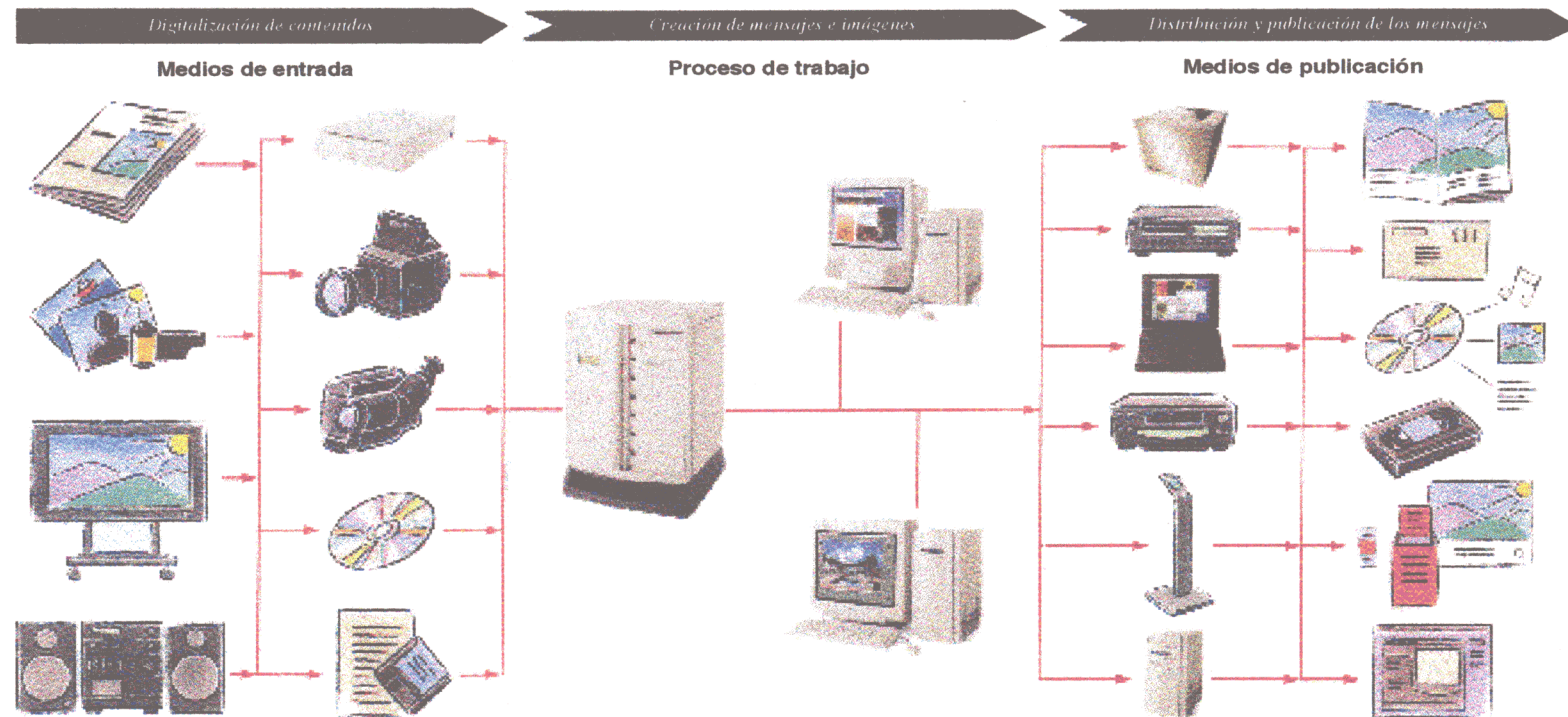 Digitalización de contenidos
Creación de mensajes e imágenes
Distribución y publicación de los mensajes
Medios de entrada
Proceso de trabajo
Medios de publicación